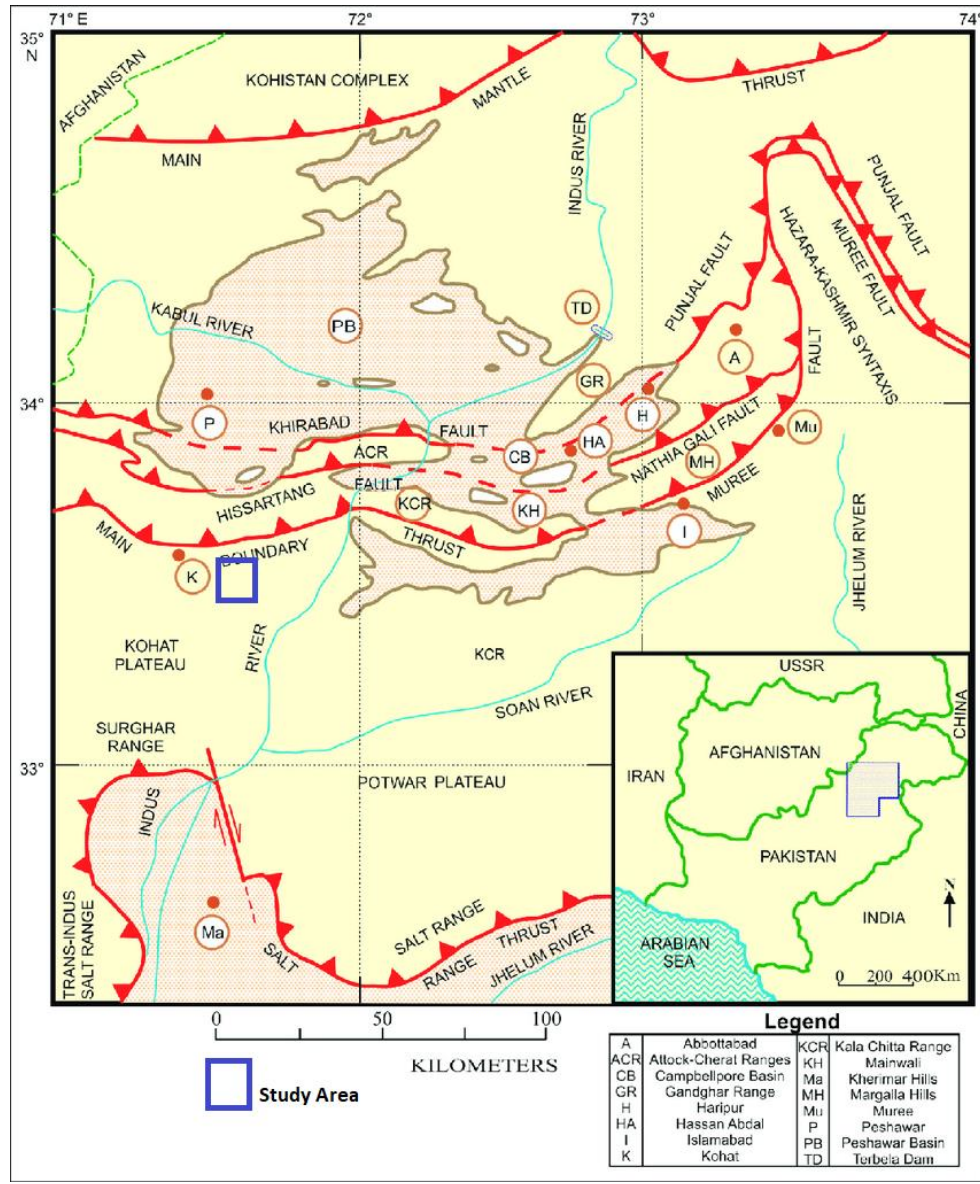 71° E
72°
73°
74°
35°
N
AFGHANISTAN
KOHISTAN COMPLEX
MAIN
MANTLE
THRUST
INDUS RIVER
PUNJAL FAULT
MUREE FAULT
HAZARA-KASHMIR SYNTAXIS
PUNJAL FAULT
KABUL RIVER
PB
TD
GR
A
FAULT
34°
P
KHIRABAD
FAULT
ACR
H
HA
CB
NATHIA GALI FAULT
Mu
MH
HISSARTANG
FAULT
KCR
KH
MUREE
I
MAIN
BOUNDARY
THRUST
K
JHELUM RIVER
KOHAT
PLATEAU
RIVER
KCR
SOAN RIVER
SURGHAR
RANGE
33°
POTWAR PLATEAU
INDUS
Ma
TRANS-INDUS
SALT RANGE
SALT
RANGE
SALT RANGE
THRUST
JHELUM RIVER
USSR
CHINA
AFGHANISTAN
IRAN
PAKISTAN
INDIA
ARABIAN
SEA
N
0 200 400Km
0 50 100
KILOMETERS
Study Area
Legend
A Abbottabad KCR Kala Chitta Range
ACR Attock-Cherat Ranges KH Mainwali
CB Campbellpore Basin Ma Kherimar Hills
GR Gandghar Range MH Margalla Hills
H Haripur Mu Muree
HA Hassan Abdal P Peshawar
I Islamabad PB Peshawar Basin
K Kohat TD Terbela Dam